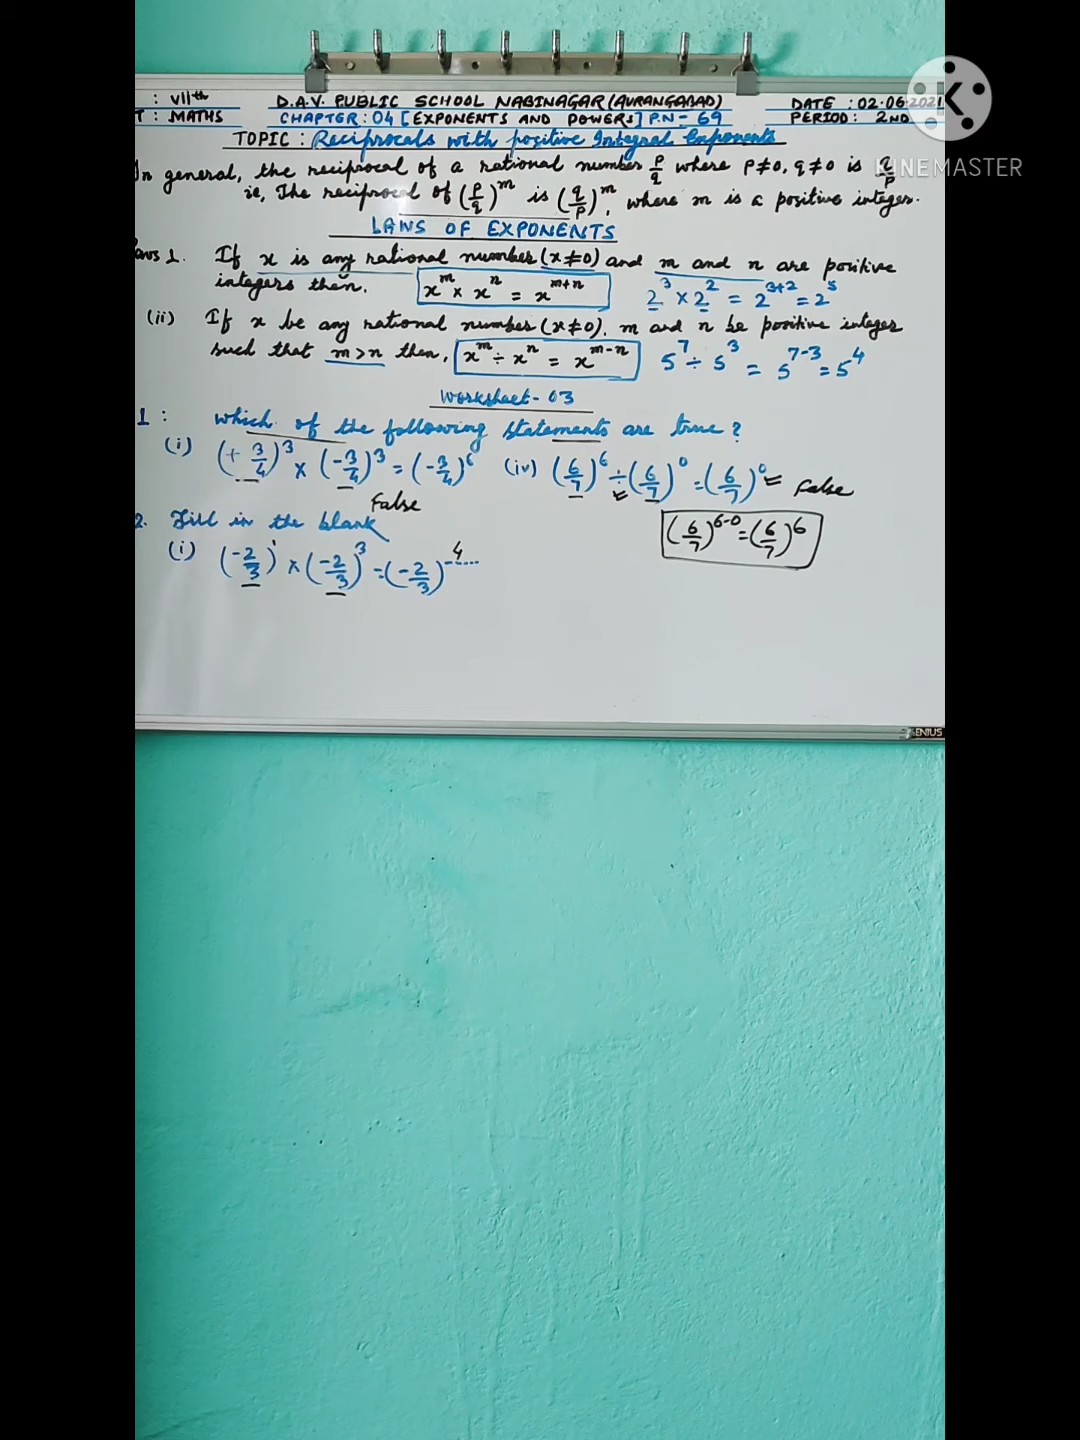 : VIIth D.A.V. PUBLIC SCHOOL NABINAGAR (AURANGABAD) DATE : 02.06.2021
T : MATHS CHAPTER : 04 [EXPONENTS AND POWERS] P.N - 69 PERIOD : 2ND
TOPIC : Reciprocals with positive Integral Exponents
KINEMASTER
In general, the reciprocal of a rational number p/q where p≠0, q≠0 is q/p
ie, The reciprocal of (p/q)^m is (q/p)^m, where m is a positive integer.
LAWS OF EXPONENTS
Laws 1. If x is any rational number (x≠0) and m and n are positive
integers then. x^m × x^n = x^(m+n) 2^3 × 2^2 = 2^(3+2) = 2^5
(ii) If x be any rational number (x≠0). m and n be positive integer
such that m>n then, x^m ÷ x^n = x^(m-n) 5^7 ÷ 5^3 = 5^(7-3) = 5^4
Worksheet - 03
1 : which of the following statements are true?
(i) (+3/4)^3 × (-3/4)^3 = (-3/4)^6 (iv) (6/7)^6 ÷ (6/7)^0 = (6/7)^0 = False
False
(6/7)^(6-0) = (6/7)^6
2. Fill in the blank
(i) (-2/3)^1 × (-2/3)^3 = (-2/3)^4
GENIUS